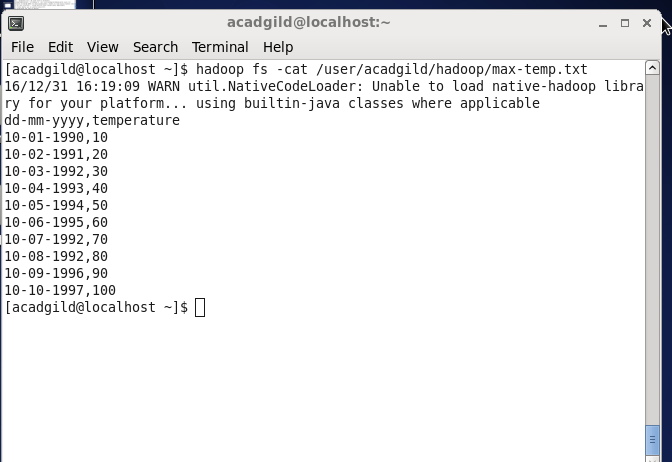 acadgild@localhost:~
File Edit View Search Terminal Help
[acadgild@localhost ~]$ hadoop fs -cat /user/acadgild/hadoop/max-temp.txt
16/12/31 16:19:09 WARN util.NativeCodeLoader: Unable to load native-hadoop libra
ry for your platform... using builtin-java classes where applicable
dd-mm-yyyy,temperature
10-01-1990,10
10-02-1991,20
10-03-1992,30
10-04-1993,40
10-05-1994,50
10-06-1995,60
10-07-1992,70
10-08-1992,80
10-09-1996,90
10-10-1997,100
[acadgild@localhost ~]$